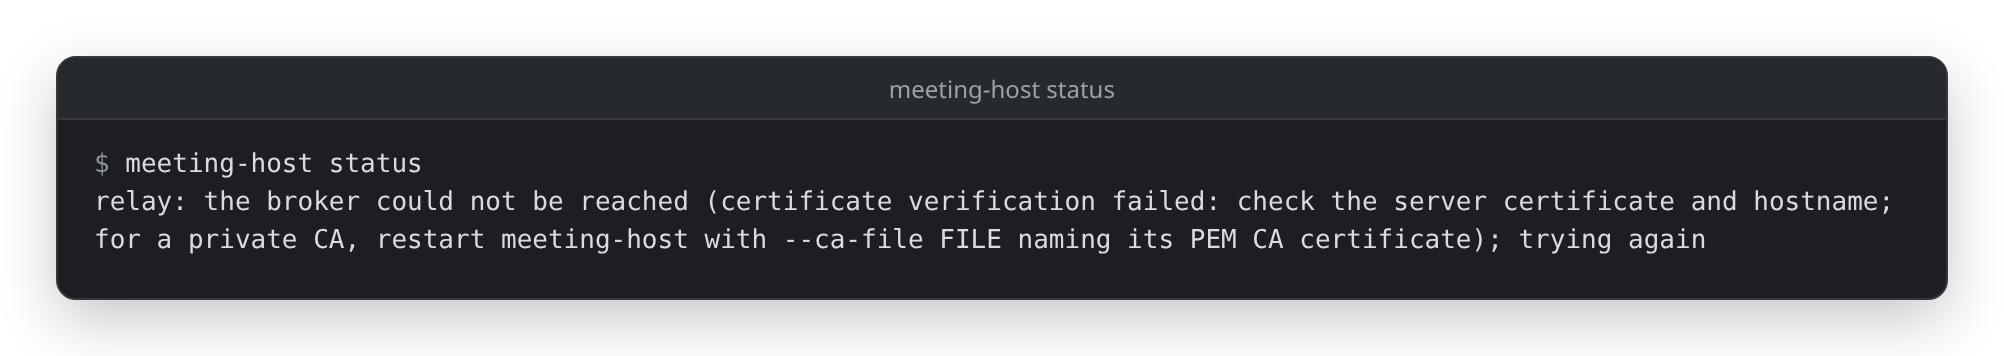 meeting-host status
$ meeting-host status
relay: the broker could not be reached (certificate verification failed: check the server certificate and hostname;
for a private CA, restart meeting-host with --ca-file FILE naming its PEM CA certificate); trying again